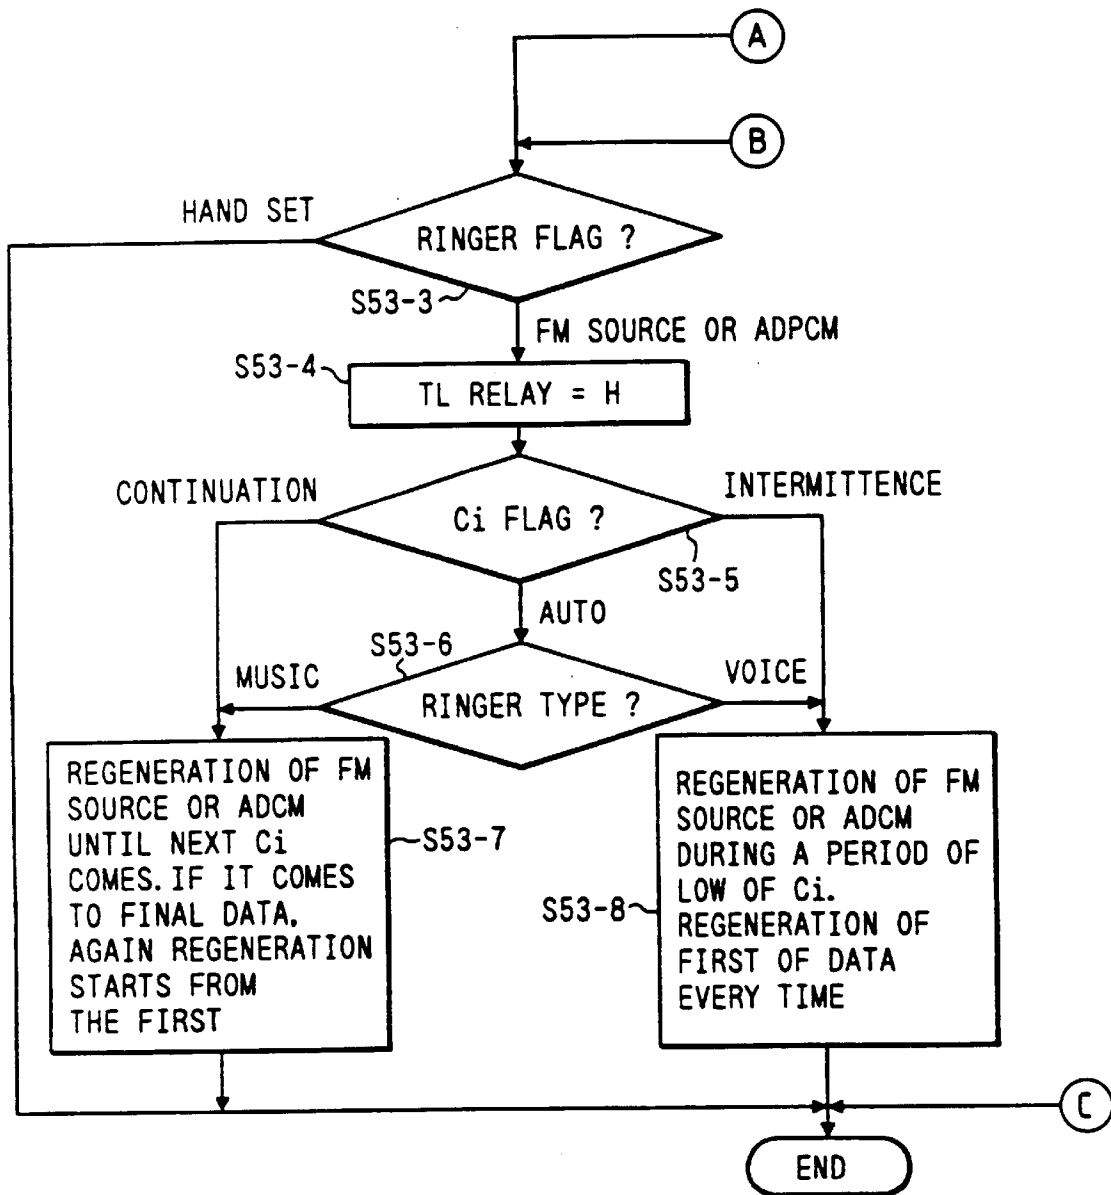 A
B
HAND SET
RINGER FLAG ?
S53-3
FM SOURCE OR ADPCM
S53-4
TL RELAY = H
CONTINUATION
INTERMITTENCE
Ci FLAG ?
S53-5
AUTO
S53-6
MUSIC
VOICE
RINGER TYPE ?
REGENERATION OF FM
SOURCE OR ADCM
UNTIL NEXT Ci
COMES. IF IT COMES
TO FINAL DATA.
AGAIN REGENERATION
STARTS FROM
THE FIRST
S53-7
REGENERATION OF FM
SOURCE OR ADCM
DURING A PERIOD OF
LOW OF Ci.
REGENERATION OF
FIRST OF DATA
EVERY TIME
S53-8
C
END